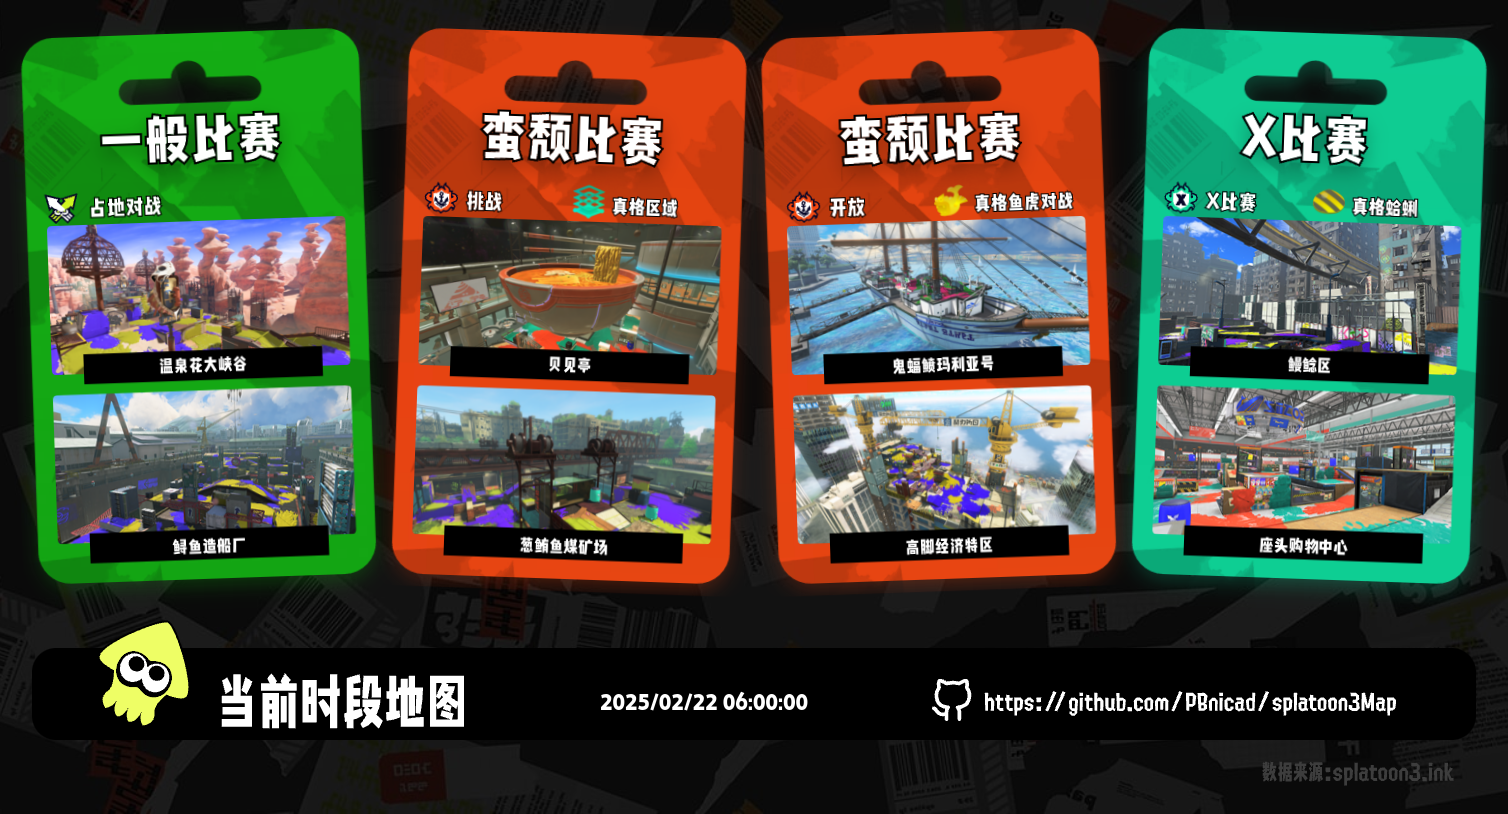 一般比赛
占地对战
温泉花大峡谷
鲟鱼造船厂
蛮颓比赛
挑战
真格区域
贝见亭
葱鲔鱼煤矿场
蛮颓比赛
开放
真格鱼虎对战
鬼蝠鲼玛利亚号
高脚经济特区
X比赛
X比赛
真格蛤蜊
鳗鲶区
座头购物中心
当前时段地图
2025/02/22 06:00:00
https://github.com/PBnicad/splatoon3Map
数据来源:splatoon3.ink